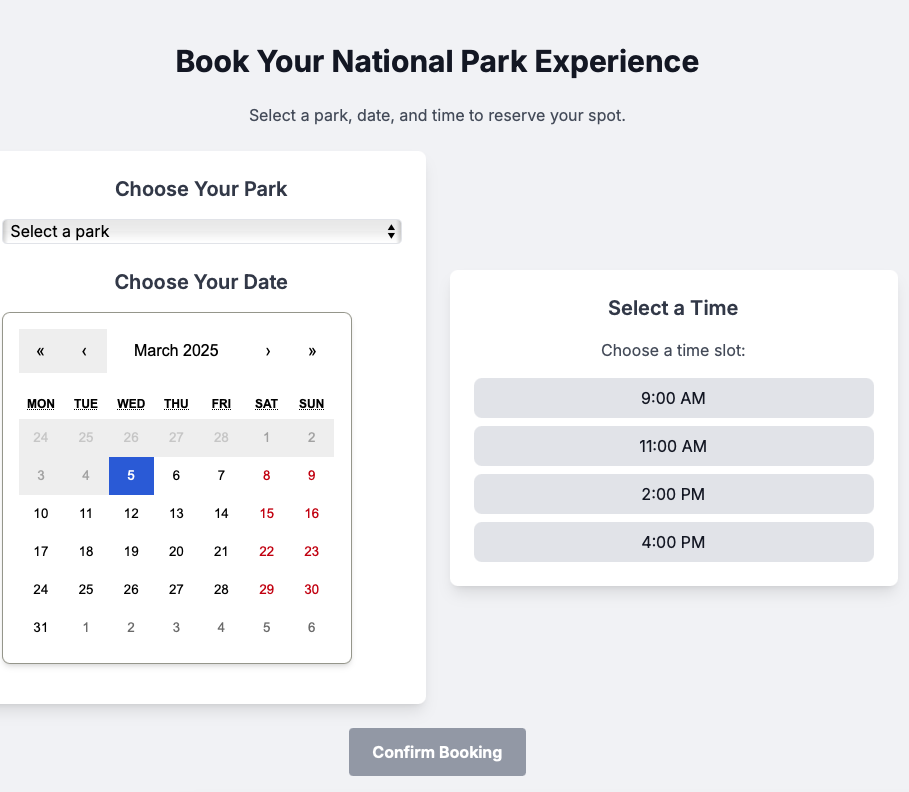 Book Your National Park Experience
Select a park, date, and time to reserve your spot.
Choose Your Park
Select a park
Choose Your Date
« ‹ March 2025 › »
MON TUE WED THU FRI SAT SUN
24 25 26 27 28 1 2
3 4 5 6 7 8 9
10 11 12 13 14 15 16
17 18 19 20 21 22 23
24 25 26 27 28 29 30
31 1 2 3 4 5 6
Select a Time
Choose a time slot:
9:00 AM
11:00 AM
2:00 PM
4:00 PM
Confirm Booking